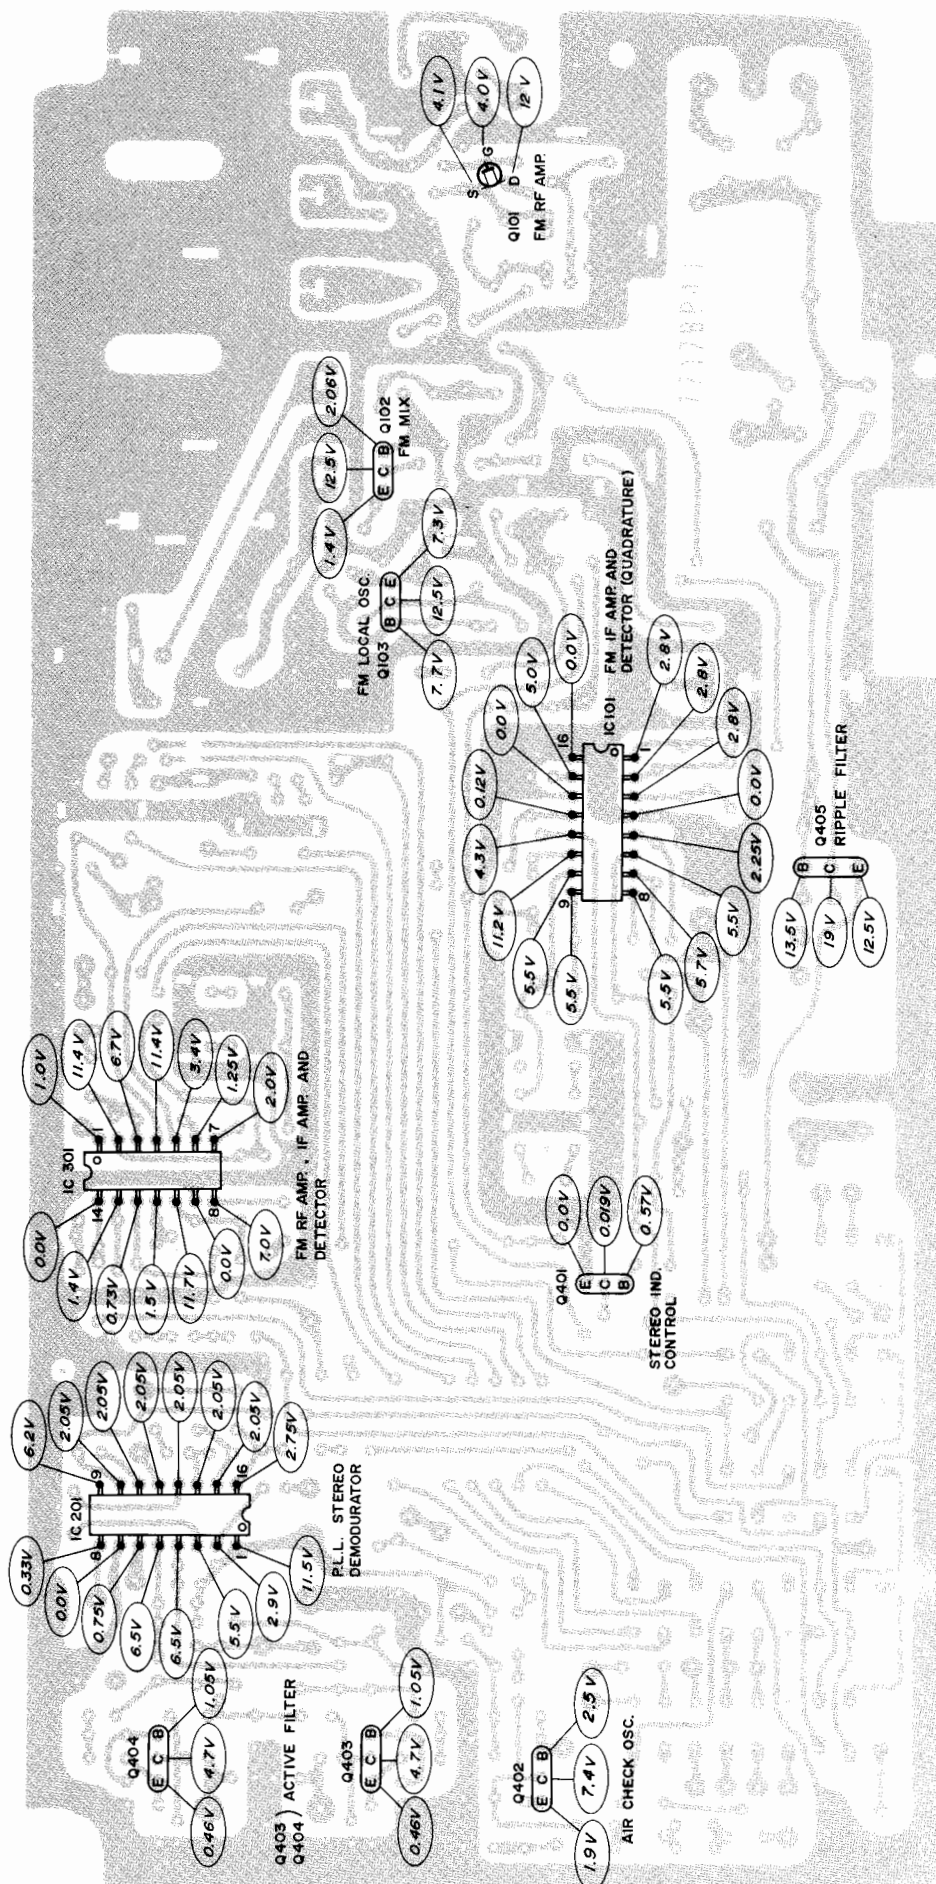 4.1V
4.0V
12V
S
G
D
Q101
FM RF AMP.
2.06V
12.5V
1.4V
E C B
Q102
FM MIX
FM LOCAL OSC.
Q103
B C E
7.3V
12.5V
7.7V
FM IF AMP. AND
DETECTOR (QUADRATURE)
IC101
16
1
9
8
0.0V
5.0V
0.0V
0.12V
4.3V
11.2V
5.5V
5.5V
2.8V
2.8V
2.8V
0.0V
2.25V
5.5V
5.7V
5.5V
Q405
RIPPLE FILTER
B
C
E
13.5V
19V
12.5V
IC 301
1
7
14
8
1.0V
11.4V
6.7V
11.4V
3.4V
1.25V
2.0V
0.0V
1.4V
0.73V
1.5V
11.7V
0.0V
7.0V
FM RF AMP., IF AMP. AND
DETECTOR
Q401
E
C
B
0.0V
0.019V
0.57V
STEREO IND.
CONTROL
IC 201
9
16
8
1
6.2V
2.05V
2.05V
2.05V
2.05V
2.05V
2.05V
2.75V
0.33V
0.0V
0.75V
6.5V
6.5V
5.5V
2.9V
11.5V
P.L.L. STEREO
DEMODURATOR
Q404
E C B
1.05V
4.7V
0.46V
Q403
Q404
) ACTIVE FILTER
Q403
E C B
1.05V
4.7V
0.46V
Q402
E C B
2.5V
7.4V
1.9V
AIR CHECK OSC.